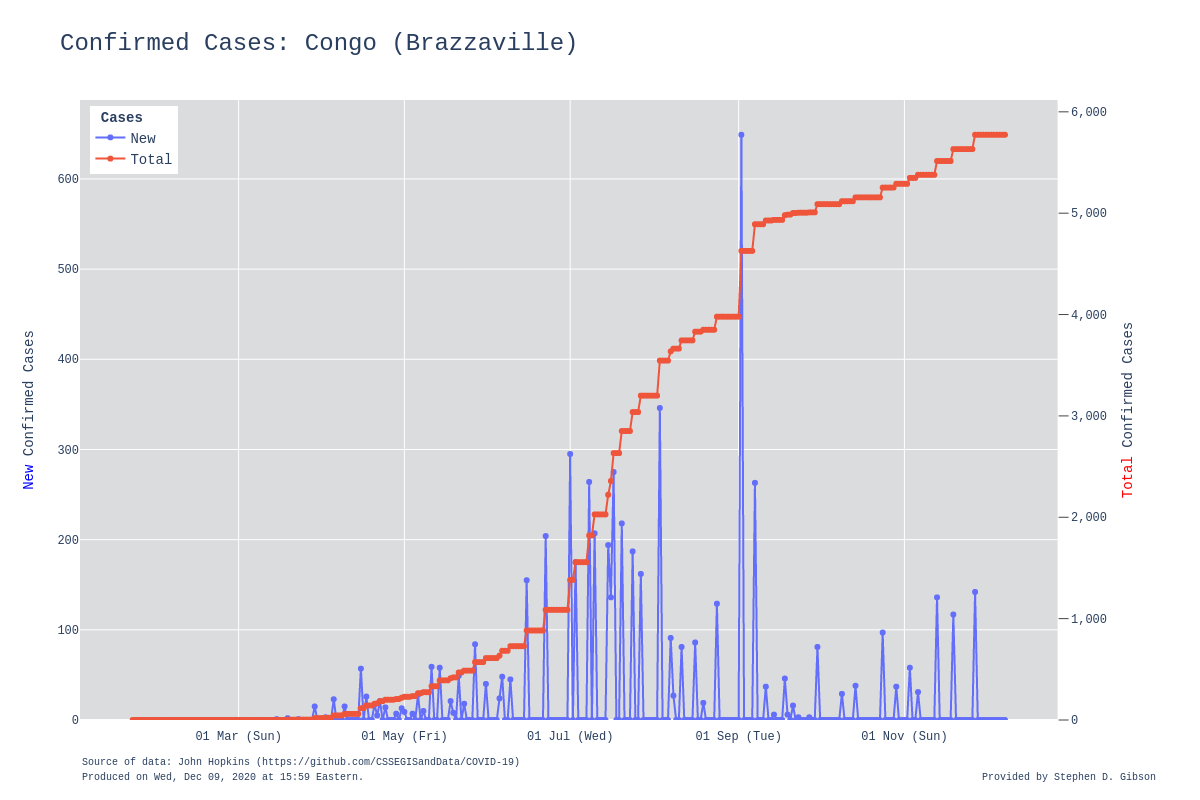 Confirmed Cases: Congo (Brazzaville)
Cases
New
Total
600
500
400
300
200
100
0
6,000
5,000
4,000
3,000
2,000
1,000
0
New Confirmed Cases
Total Confirmed Cases
01 Mar (Sun)
01 May (Fri)
01 Jul (Wed)
01 Sep (Tue)
01 Nov (Sun)
Source of data: John Hopkins (https://github.com/CSSEGISandData/COVID-19)
Produced on Wed, Dec 09, 2020 at 15:59 Eastern.
Provided by Stephen D. Gibson